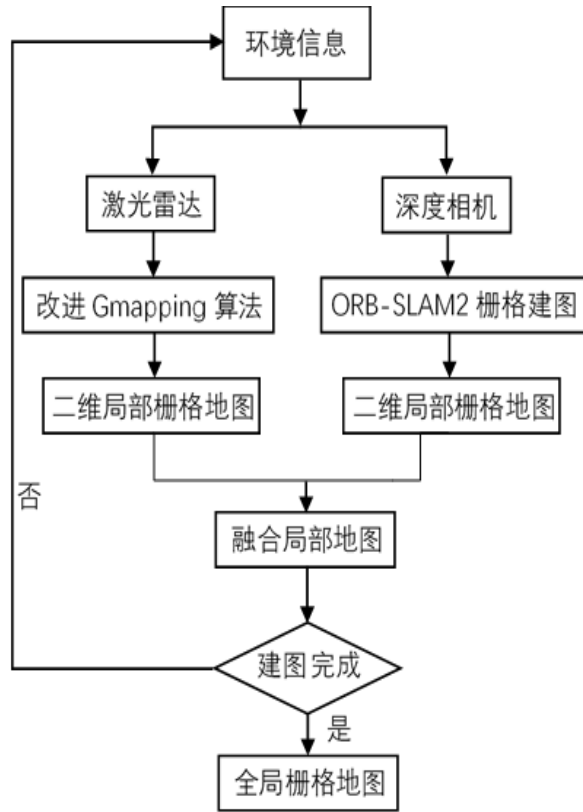 环境信息
激光雷达
深度相机
改进 Gmapping 算法
ORB-SLAM2 栅格建图
二维局部栅格地图
二维局部栅格地图
否
融合局部地图
建图完成
是
全局栅格地图